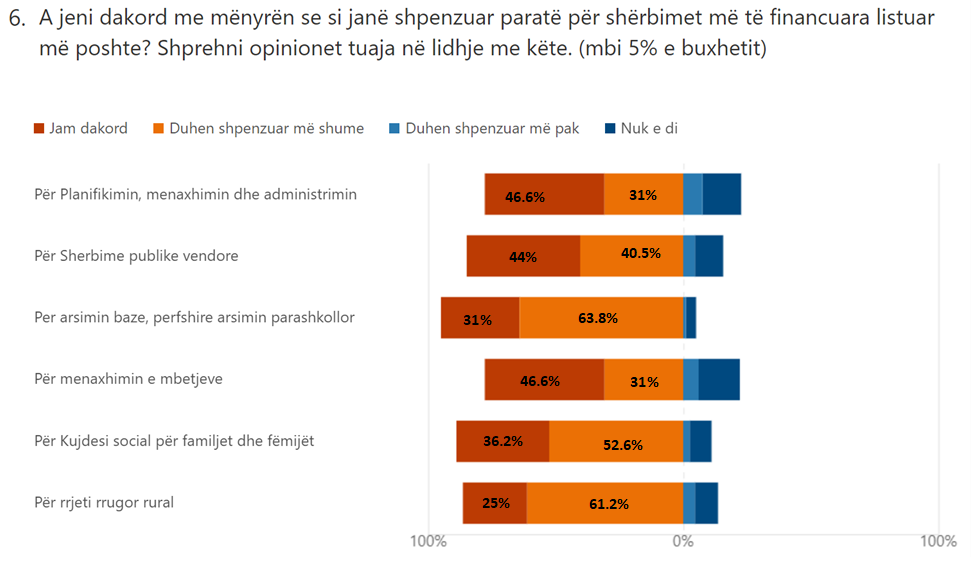 6. A jeni dakord me mënyrën se si janë shpenzuar paratë për shërbimet më të financuara listuar
më poshte? Shprehni opinionet tuaja në lidhje me këte. (mbi 5% e buxhetit)
Jam dakord Duhen shpenzuar më shume Duhen shpenzuar më pak Nuk e di
Për Planifikimin, menaxhimin dhe administrimin 46.6% 31%
Për Sherbime publike vendore 44% 40.5%
Per arsimin baze, perfshire arsimin parashkollor 31% 63.8%
Për menaxhimin e mbetjeve 46.6% 31%
Për Kujdesi social për familjet dhe fëmijët 36.2% 52.6%
Për rrjeti rrugor rural 25% 61.2%
100% 0% 100%